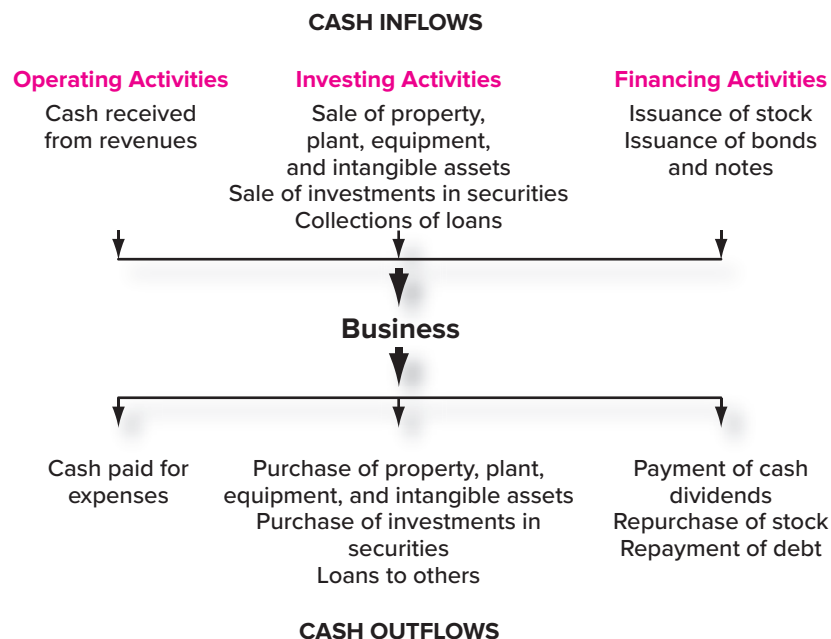 CASH INFLOWS
Operating Activities
Cash received
from revenues
Investing Activities
Sale of property,
plant, equipment,
and intangible assets
Sale of investments in securities
Collections of loans
Financing Activities
Issuance of stock
Issuance of bonds
and notes
Business
Cash paid for
expenses
Purchase of property, plant,
equipment, and intangible assets
Purchase of investments in
securities
Loans to others
Payment of cash
dividends
Repurchase of stock
Repayment of debt
CASH OUTFLOWS